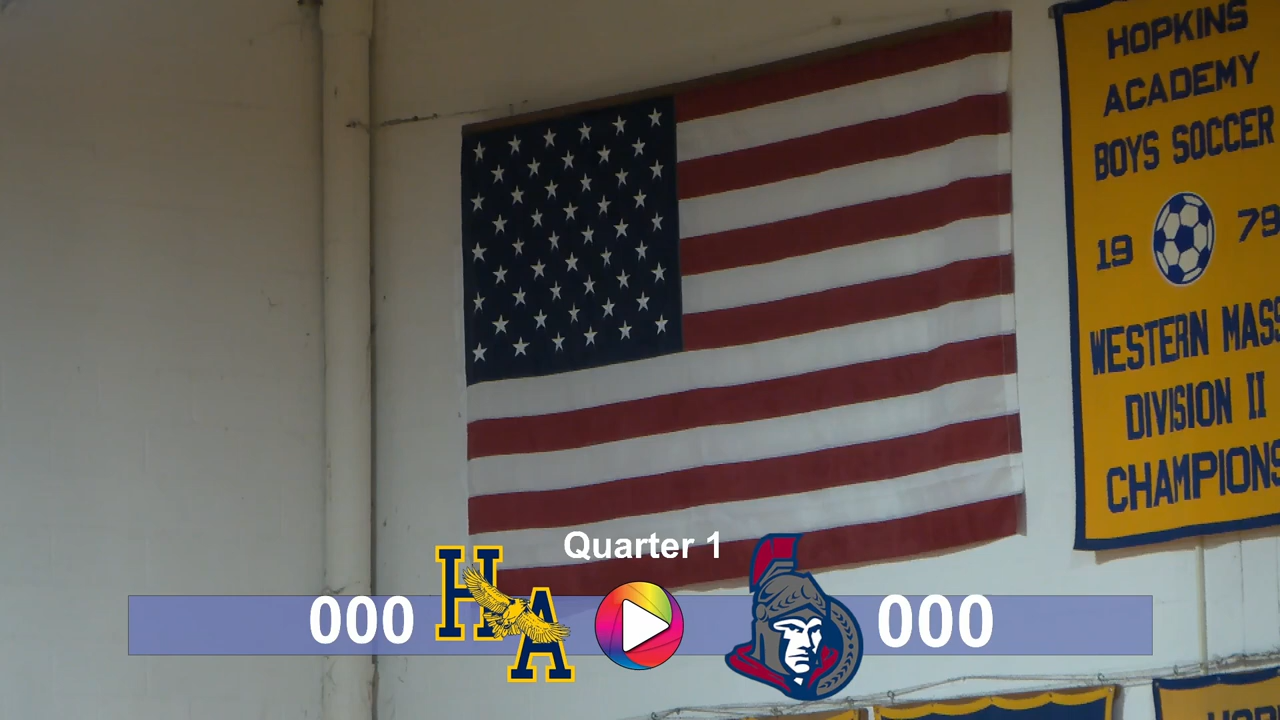 HOPKINS
ACADEMY
BOYS SOCCER
19 79
WESTERN MASS
DIVISION II
CHAMPIONS
Quarter 1
000 HA 000